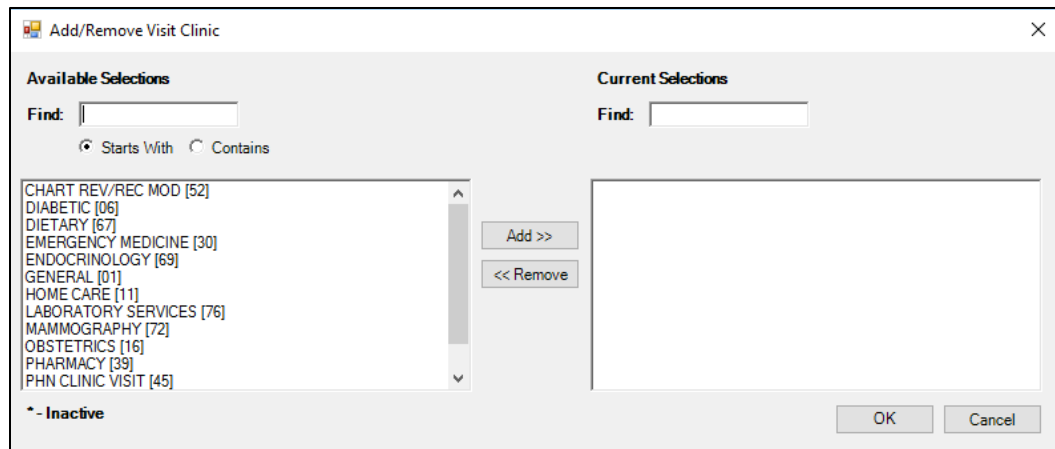 Add/Remove Visit Clinic
Available Selections
Current Selections
Find:
Find:
Starts With Contains
CHART REV/REC MOD [52]
DIABETIC [06]
DIETARY [67]
EMERGENCY MEDICINE [30]
ENDOCRINOLOGY [69]
GENERAL [01]
HOME CARE [11]
LABORATORY SERVICES [76]
MAMMOGRAPHY [72]
OBSTETRICS [16]
PHARMACY [39]
PHN CLINIC VISIT [45]
Add >>
<< Remove
* - Inactive
OK
Cancel